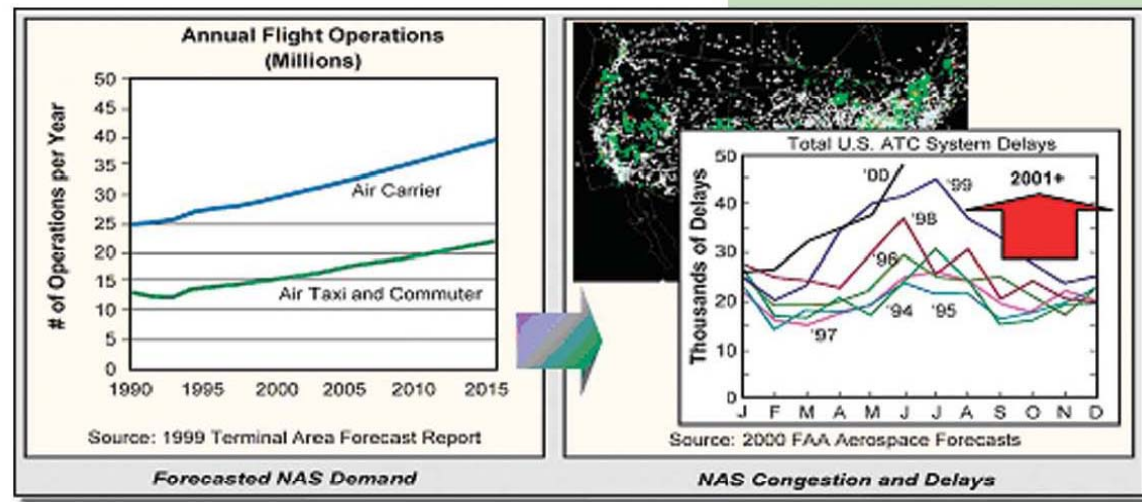 Annual Flight Operations
(Millions)
# of Operations per Year
50
45
40
35
30
25
20
15
10
5
0
Air Carrier
Air Taxi and Commuter
1990 1995 2000 2005 2010 2015
Source: 1999 Terminal Area Forecast Report
Forecasted NAS Demand
Total U.S. ATC System Delays
Thousands of Delays
50
40
30
20
10
0
'00
'99
2001+
'98
'96
'94
'95
'97
J F M A M J J A S O N D
Source: 2000 FAA Aerospace Forecasts
NAS Congestion and Delays